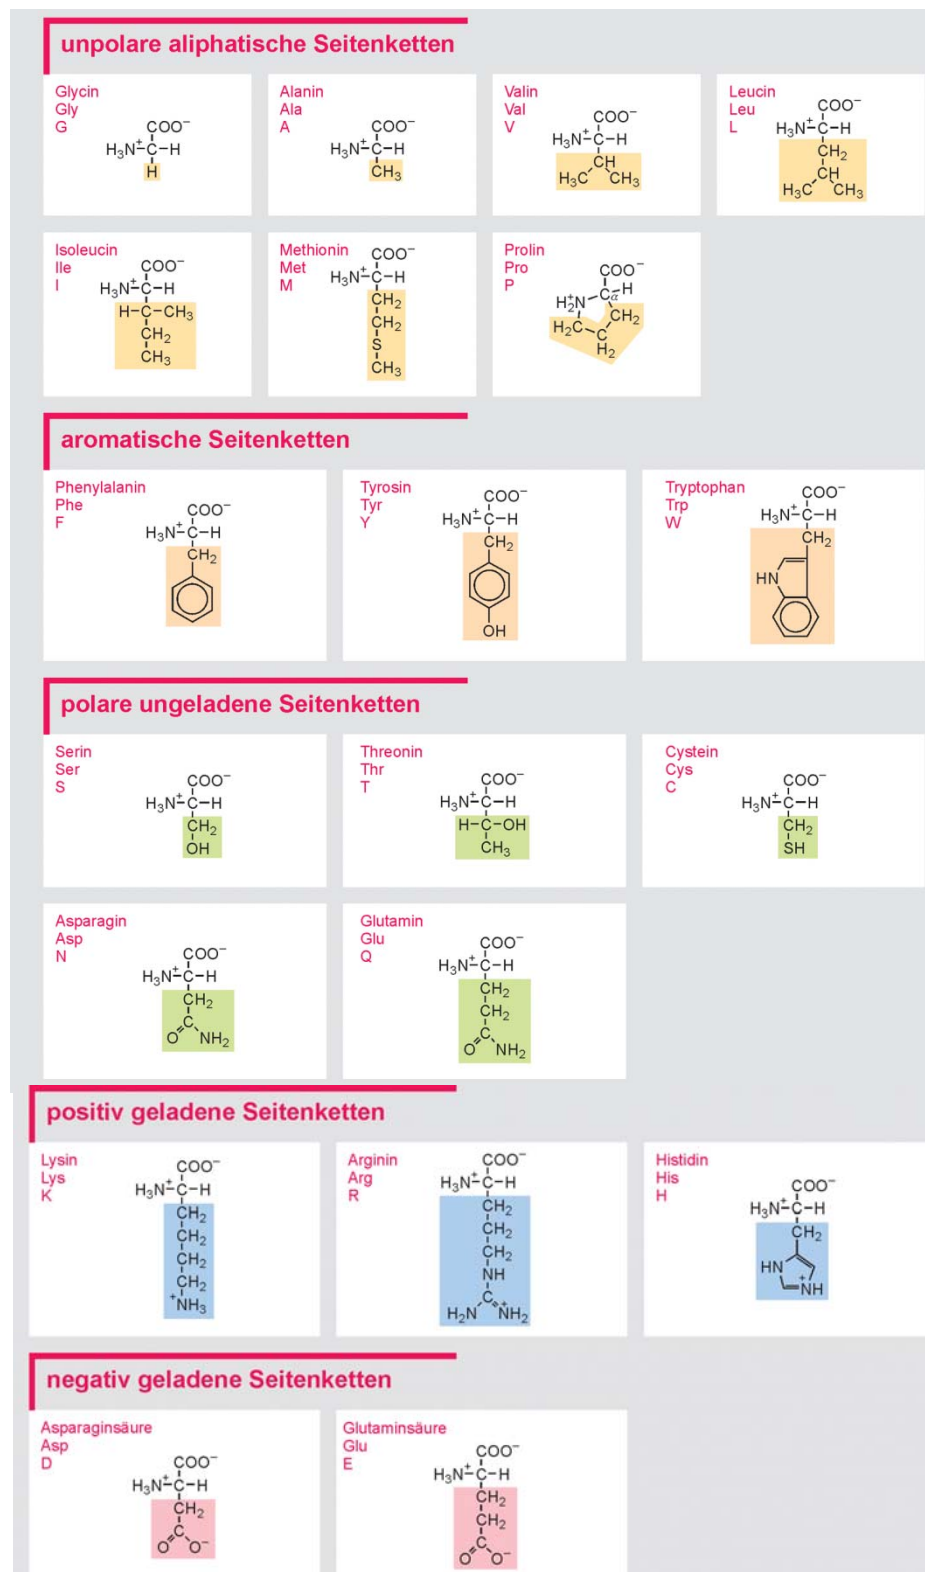 unpolare aliphatische Seitenketten
Glycin
Gly
G
COO⁻
H₃N⁺–C–H
H
Alanin
Ala
A
COO⁻
H₃N⁺–C–H
CH₃
Valin
Val
V
COO⁻
H₃N⁺–C–H
CH
H₃C CH₃
Leucin
Leu
L
COO⁻
H₃N⁺–C–H
CH₂
CH
H₃C CH₃
Isoleucin
Ile
I
COO⁻
H₃N⁺–C–H
H–C–CH₃
CH₂
CH₃
Methionin
Met
M
COO⁻
H₃N⁺–C–H
CH₂
CH₂
S
CH₃
Prolin
Pro
P
COO⁻
H₂N⁺ Cα H
H₂C CH₂
C
H₂
aromatische Seitenketten
Phenylalanin
Phe
F
COO⁻
H₃N⁺–C–H
CH₂
Tyrosin
Tyr
Y
COO⁻
H₃N⁺–C–H
CH₂
OH
Tryptophan
Trp
W
COO⁻
H₃N⁺–C–H
CH₂
HN
polare ungeladene Seitenketten
Serin
Ser
S
COO⁻
H₃N⁺–C–H
CH₂
OH
Threonin
Thr
T
COO⁻
H₃N⁺–C–H
H–C–OH
CH₃
Cystein
Cys
C
COO⁻
H₃N⁺–C–H
CH₂
SH
Asparagin
Asp
N
COO⁻
H₃N⁺–C–H
CH₂
C
O NH₂
Glutamin
Glu
Q
COO⁻
H₃N⁺–C–H
CH₂
CH₂
C
O NH₂
positiv geladene Seitenketten
Lysin
Lys
K
COO⁻
H₃N⁺–C–H
CH₂
CH₂
CH₂
CH₂
⁺NH₃
Arginin
Arg
R
COO⁻
H₃N⁺–C–H
CH₂
CH₂
CH₂
NH
C
H₂N ⁺NH₂
Histidin
His
H
COO⁻
H₃N⁺–C–H
CH₂
HN
⁺NH
negativ geladene Seitenketten
Asparaginsäure
Asp
D
COO⁻
H₃N⁺–C–H
CH₂
C
O O⁻
Glutaminsäure
Glu
E
COO⁻
H₃N⁺–C–H
CH₂
CH₂
C
O O⁻